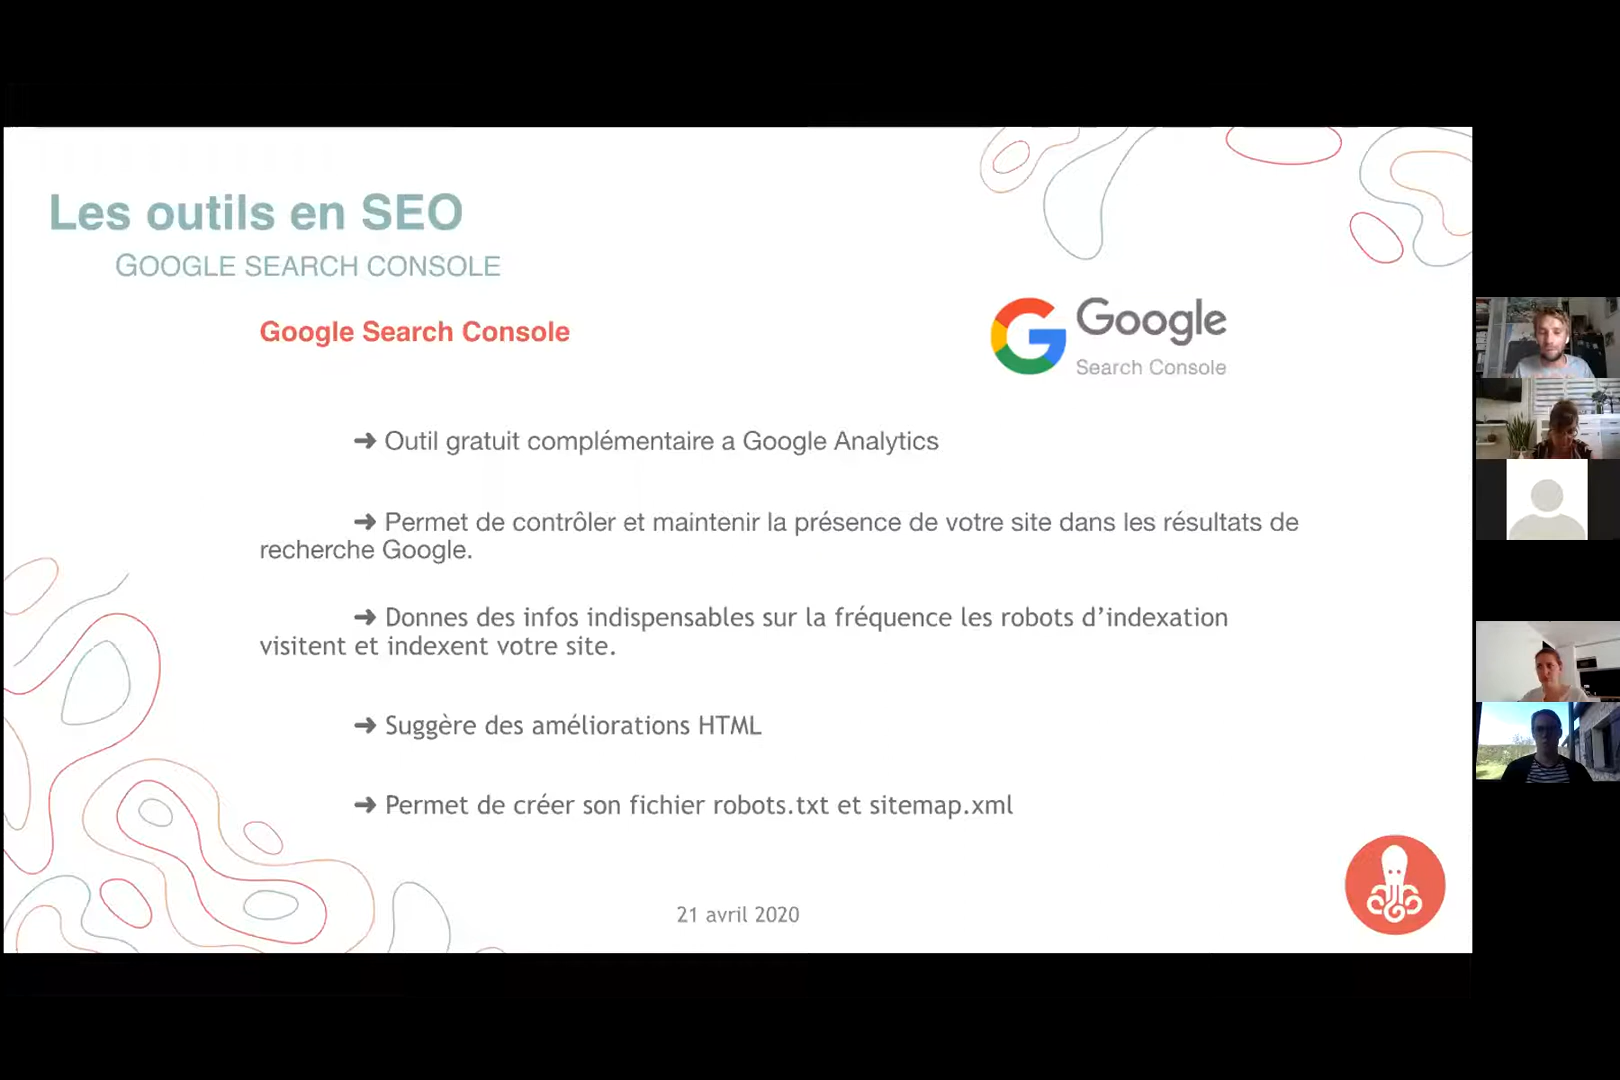 Les outils en SEO
GOOGLE SEARCH CONSOLE
Google Search Console
Google
Search Console
➜ Outil gratuit complémentaire a Google Analytics
➜ Permet de contrôler et maintenir la présence de votre site dans les résultats de
recherche Google.
➜ Donnes des infos indispensables sur la fréquence les robots d’indexation
visitent et indexent votre site.
➜ Suggère des améliorations HTML
➜ Permet de créer son fichier robots.txt et sitemap.xml
21 avril 2020